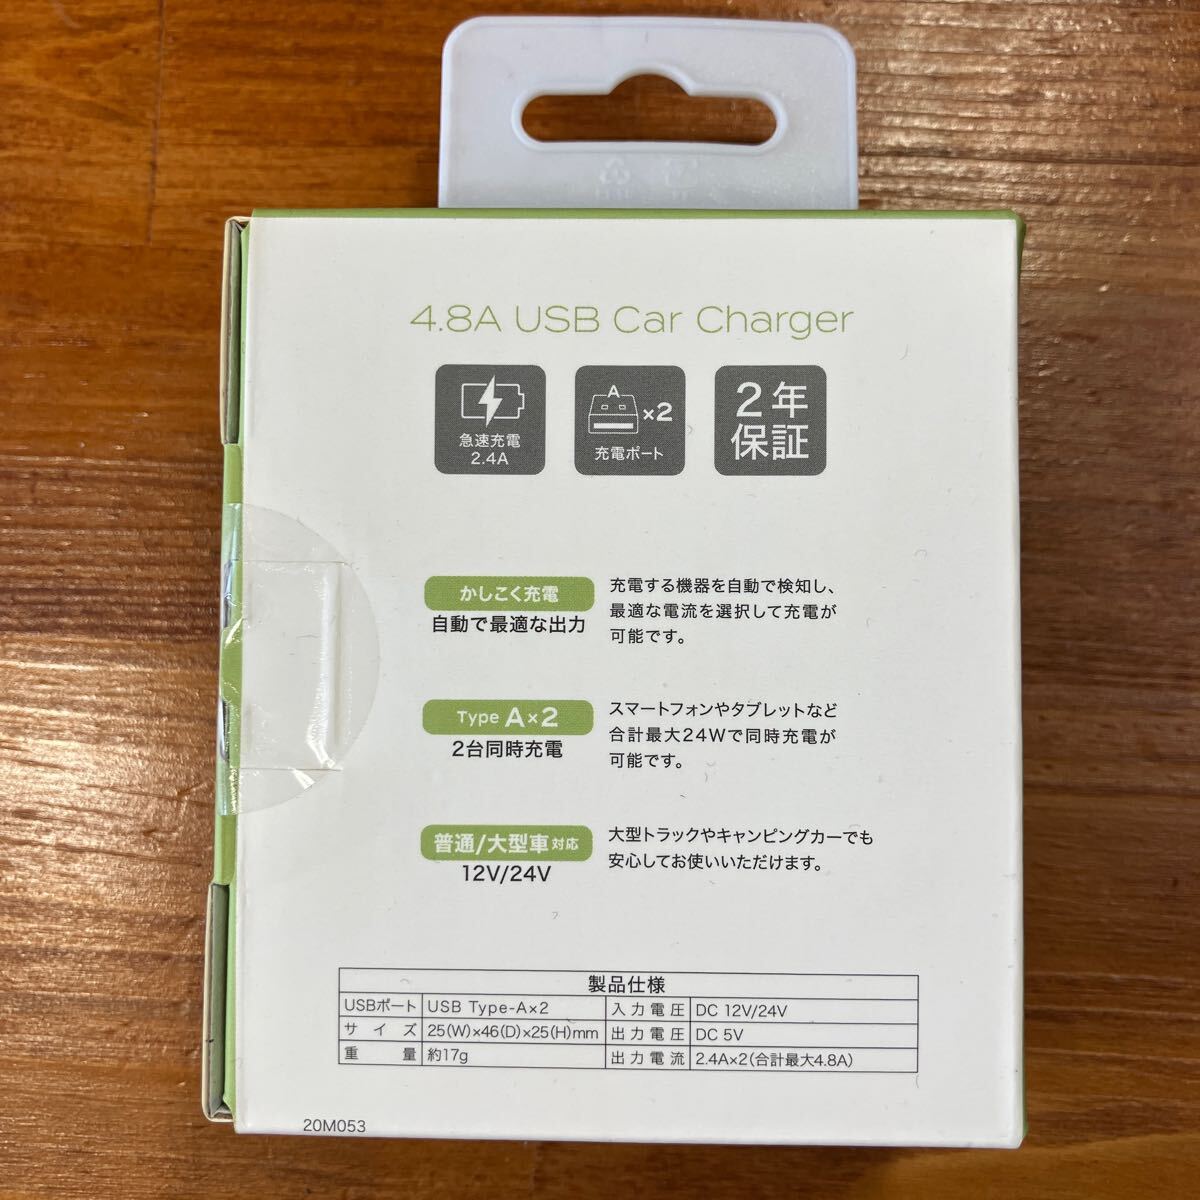 4.8A USB Car Charger
急速充電
2.4A
A
×2
充電ポート
2年
保証
かしこく充電
自動で最適な出力
充電する機器を自動で検知し、
最適な電流を選択して充電が
可能です。
Type A×2
2台同時充電
スマートフォンやタブレットなど
合計最大24Wで同時充電が
可能です。
普通/大型車対応
12V/24V
大型トラックやキャンピングカーでも
安心してお使いいただけます。
製品仕様
USBポート USB Type-A×2 入力電圧 DC 12V/24V
サイズ 25(W)×46(D)×25(H)mm 出力電圧 DC 5V
重量 約17g 出力電流 2.4A×2(合計最大4.8A)
20M053